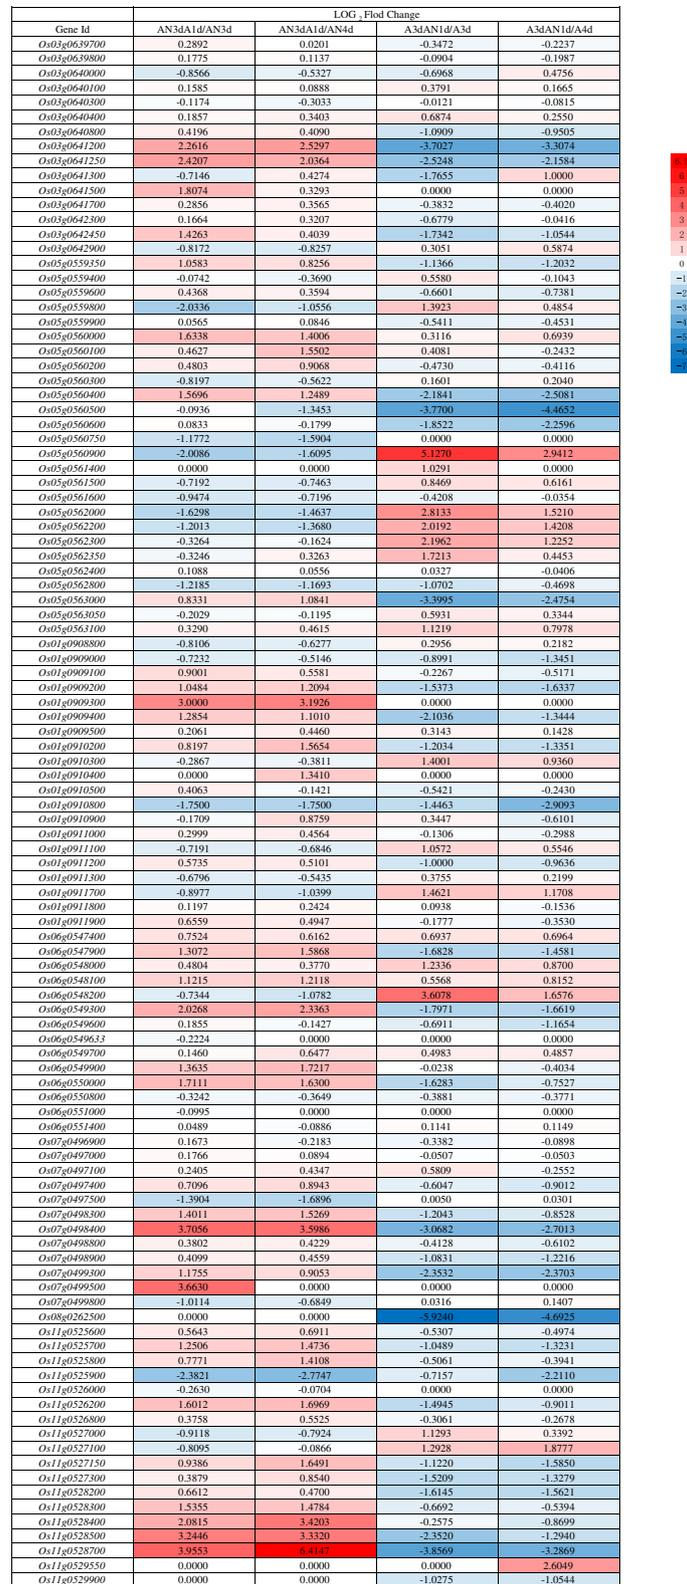 LOG 2 Flod Change
Gene Id AN3dA1d/AN3d AN3dA1d/AN4d A3dAN1d/A3d A3dAN1d/A4d
Os03g0639700 0.2892 0.0201 -0.3472 -0.2237
Os03g0639800 0.1775 0.1137 -0.0904 -0.1987
Os03g0640000 -0.8566 -0.5327 -0.6968 0.4756
Os03g0640100 0.1585 0.0888 0.3791 0.1665
Os03g0640300 -0.1174 -0.3033 -0.0121 -0.0815
Os03g0640400 0.1857 0.3403 0.6874 0.2550
Os03g0640800 0.4196 0.4090 -1.0909 -0.9505
Os03g0641200 2.2616 2.5297 -3.7027 -3.3074
Os03g0641250 2.4207 2.0364 -2.5248 -2.1584
Os03g0641300 -0.7146 0.4274 -1.7655 1.0000
Os03g0641500 1.8074 0.3293 0.0000 0.0000
Os03g0641700 0.2856 0.3565 -0.3832 -0.4020
Os03g0642300 0.1664 0.3207 -0.6779 -0.0416
Os03g0642450 1.4263 0.4039 -1.7342 -1.0544
Os03g0642900 -0.8172 -0.8257 0.3051 0.5874
Os05g0559350 1.0583 0.8256 -1.1366 -1.2032
Os05g0559400 -0.0742 -0.3690 0.5580 -0.1043
Os05g0559600 0.4368 0.3594 -0.6601 -0.7381
Os05g0559800 -2.0336 -1.0556 1.3923 0.4854
Os05g0559900 0.0565 0.0846 -0.5411 -0.4531
Os05g0560000 1.6338 1.4006 0.3116 0.6939
Os05g0560100 0.4627 1.5502 0.4081 -0.2432
Os05g0560200 0.4803 0.9068 -0.4730 -0.4116
Os05g0560300 -0.8197 -0.5622 0.1601 0.2040
Os05g0560400 1.5696 1.2489 -2.1841 -2.5081
Os05g0560500 -0.0936 -1.3453 -3.7700 -4.4652
Os05g0560600 0.0833 -0.1799 -1.8522 -2.2596
Os05g0560750 -1.1772 -1.5904 0.0000 0.0000
Os05g0560900 -2.0086 -1.6095 5.1270 2.9412
Os05g0561400 0.0000 0.0000 1.0291 0.0000
Os05g0561500 -0.7192 -0.7463 0.8469 0.6161
Os05g0561600 -0.9474 -0.7196 -0.4208 -0.0354
Os05g0562000 -1.6298 -1.4637 2.8133 1.5210
Os05g0562200 -1.2013 -1.3680 2.0192 1.4208
Os05g0562300 -0.3264 -0.1624 2.1962 1.2252
Os05g0562350 -0.3246 0.3263 1.7213 0.4453
Os05g0562400 0.1088 0.0556 0.0327 -0.0406
Os05g0562800 -1.2185 -1.1693 -1.0702 -0.4698
Os05g0563000 0.8331 1.0841 -3.3995 -2.4754
Os05g0563050 -0.2029 -0.1195 0.5931 0.3344
Os05g0563100 0.3290 0.4615 1.1219 0.7978
Os01g0908800 -0.8106 -0.6277 0.2956 0.2182
Os01g0909000 -0.7232 -0.5146 -0.8991 -1.3451
Os01g0909100 0.9001 0.5581 -0.2267 -0.5171
Os01g0909200 1.0484 1.2094 -1.5373 -1.6337
Os01g0909300 3.0000 3.1926 0.0000 0.0000
Os01g0909400 1.2854 1.1010 -2.1036 -1.3444
Os01g0909500 0.2061 0.4460 0.3143 0.1428
Os01g0910200 0.8197 1.5654 -1.2034 -1.3351
Os01g0910300 -0.2867 -0.3811 1.4001 0.9360
Os01g0910400 0.0000 1.3410 0.0000 0.0000
Os01g0910500 0.4063 -0.1421 -0.5421 -0.2430
Os01g0910800 -1.7500 -1.7500 -1.4463 -2.9093
Os01g0910900 -0.1709 0.8759 0.3447 -0.6101
Os01g0911000 0.2999 0.4564 -0.1306 -0.2988
Os01g0911100 -0.7191 -0.6846 1.0572 0.5546
Os01g0911200 0.5735 0.5101 -1.0000 -0.9636
Os01g0911300 -0.6796 -0.5435 0.3755 0.2199
Os01g0911700 -0.8977 -1.0399 1.4621 1.1708
Os01g0911800 0.1197 0.2424 0.0938 -0.1536
Os01g0911900 0.6559 0.4947 -0.1777 -0.3530
Os06g0547400 0.7524 0.6162 0.6937 0.6964
Os06g0547900 1.3072 1.5868 -1.6828 -1.4581
Os06g0548000 0.4804 0.3770 1.2336 0.8700
Os06g0548100 1.1215 1.2118 0.5568 0.8152
Os06g0548200 -0.7344 -1.0782 3.6078 1.6576
Os06g0549300 2.0268 2.3363 -1.7971 -1.6619
Os06g0549600 0.1855 -0.1427 -0.6911 -1.1654
Os06g0549633 -0.2224 0.0000 0.0000 0.0000
Os06g0549700 0.1460 0.6477 0.4983 0.4857
Os06g0549900 1.3635 1.7217 -0.0238 -0.4034
Os06g0550000 1.7111 1.6300 -1.6283 -0.7527
Os06g0550800 -0.3242 -0.3649 -0.3881 -0.3771
Os06g0551000 -0.0995 0.0000 0.0000 0.0000
Os06g0551400 0.0489 -0.0886 0.1141 0.1149
Os07g0496900 0.1673 -0.2183 -0.3382 -0.0898
Os07g0497000 0.1766 0.0894 -0.0507 -0.0503
Os07g0497100 0.2405 0.4347 0.5809 -0.2552
Os07g0497400 0.7096 0.8943 -0.6047 -0.9012
Os07g0497500 -1.3904 -1.6896 0.0050 0.0301
Os07g0498300 1.4011 1.5269 -1.2043 -0.8528
Os07g0498400 3.7056 3.5986 -3.0682 -2.7013
Os07g0498800 0.3802 0.4229 -0.4128 -0.6102
Os07g0498900 0.4099 0.4559 -1.0831 -1.2216
Os07g0499300 1.1755 0.9053 -2.3532 -2.3703
Os07g0499500 3.6630 0.0000 0.0000 0.0000
Os07g0499800 -1.0114 -0.6849 0.0316 0.1407
Os08g0262500 0.0000 0.0000 -5.9240 -4.6925
Os11g0525600 0.5643 0.6911 -0.5307 -0.4974
Os11g0525700 1.2506 1.4736 -1.0489 -1.3231
Os11g0525800 0.7771 1.4108 -0.5061 -0.3941
Os11g0525900 -2.3821 -2.7747 -0.7157 -2.2110
Os11g0526000 -0.2630 -0.0704 0.0000 0.0000
Os11g0526200 1.6012 1.6969 -1.4945 -0.9011
Os11g0526800 0.3758 0.5525 -0.3061 -0.2678
Os11g0527000 -0.9118 -0.7924 1.1293 0.3392
Os11g0527100 -0.8095 -0.0866 1.2928 1.8777
Os11g0527150 0.9386 1.6491 -1.1220 -1.5850
Os11g0527300 0.3879 0.8540 -1.5209 -1.3279
Os11g0528200 0.6612 0.4700 -1.6145 -1.5621
Os11g0528300 1.5355 1.4784 -0.6692 -0.5394
Os11g0528400 2.0815 3.4203 -0.2575 -0.8699
Os11g0528500 3.2446 3.3320 -2.3520 -1.2940
Os11g0528700 3.9553 6.4147 -3.8569 -3.2869
Os11g0529550 0.0000 0.0000 0.0000 2.6049
Os11g0529900 0.0000 0.0000 -1.0275 -1.0544
6
5
4
3
2
1
0
-1
-2
-3
-4
-5
-6
-7